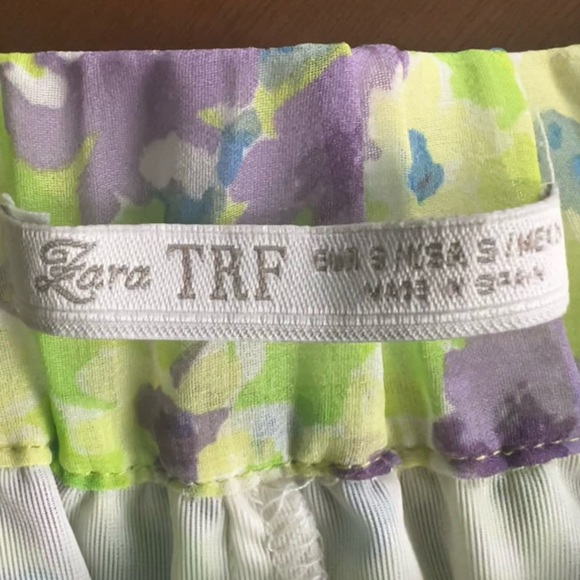 Zara TRF
EUR S / USA S / MEX
MADE IN SPAIN